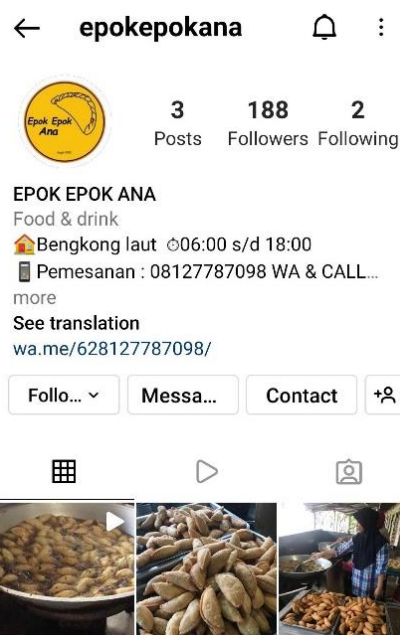 epokepokana
Epok Epok
Ana
3
188
2
Posts
Followers
Following
EPOK EPOK ANA
Food & drink
Bengkong laut ⏱06:00 s/d 18:00
Pemesanan : 08127787098 WA & CALL...
more
See translation
wa.me/628127787098/
Follo...
Messa...
Contact